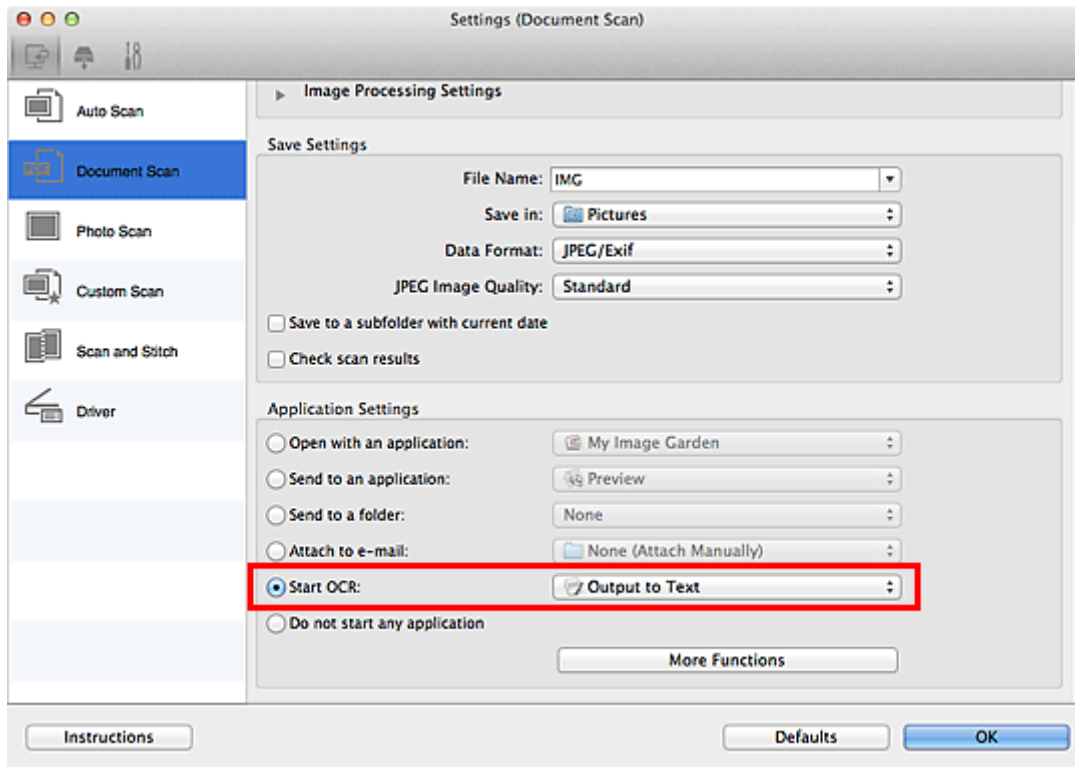 Settings (Document Scan)
Auto Scan
Document Scan
Photo Scan
Custom Scan
Scan and Stitch
Driver
Image Processing Settings
Save Settings
File Name: IMG
Save in: Pictures
Data Format: JPEG/Exif
JPEG Image Quality: Standard
Save to a subfolder with current date
Check scan results
Application Settings
Open with an application: My Image Garden
Send to an application: Preview
Send to a folder: None
Attach to e-mail: None (Attach Manually)
Start OCR: Output to Text
Do not start any application
More Functions
Instructions Defaults OK